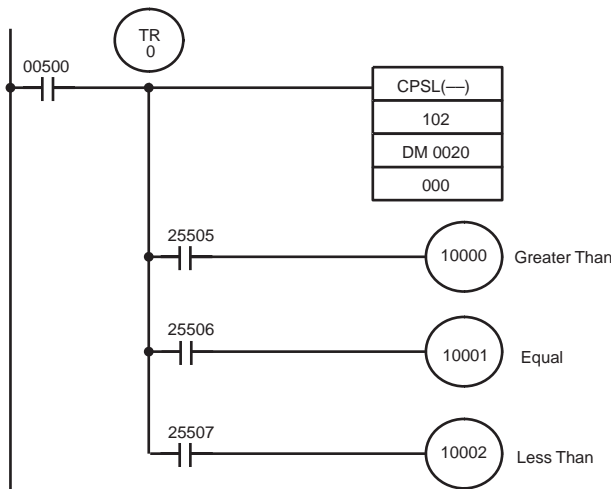 TR
0
00500
CPSL(––)
102
DM 0020
000
25505
10000 Greater Than
25506
10001 Equal
25507
10002 Less Than